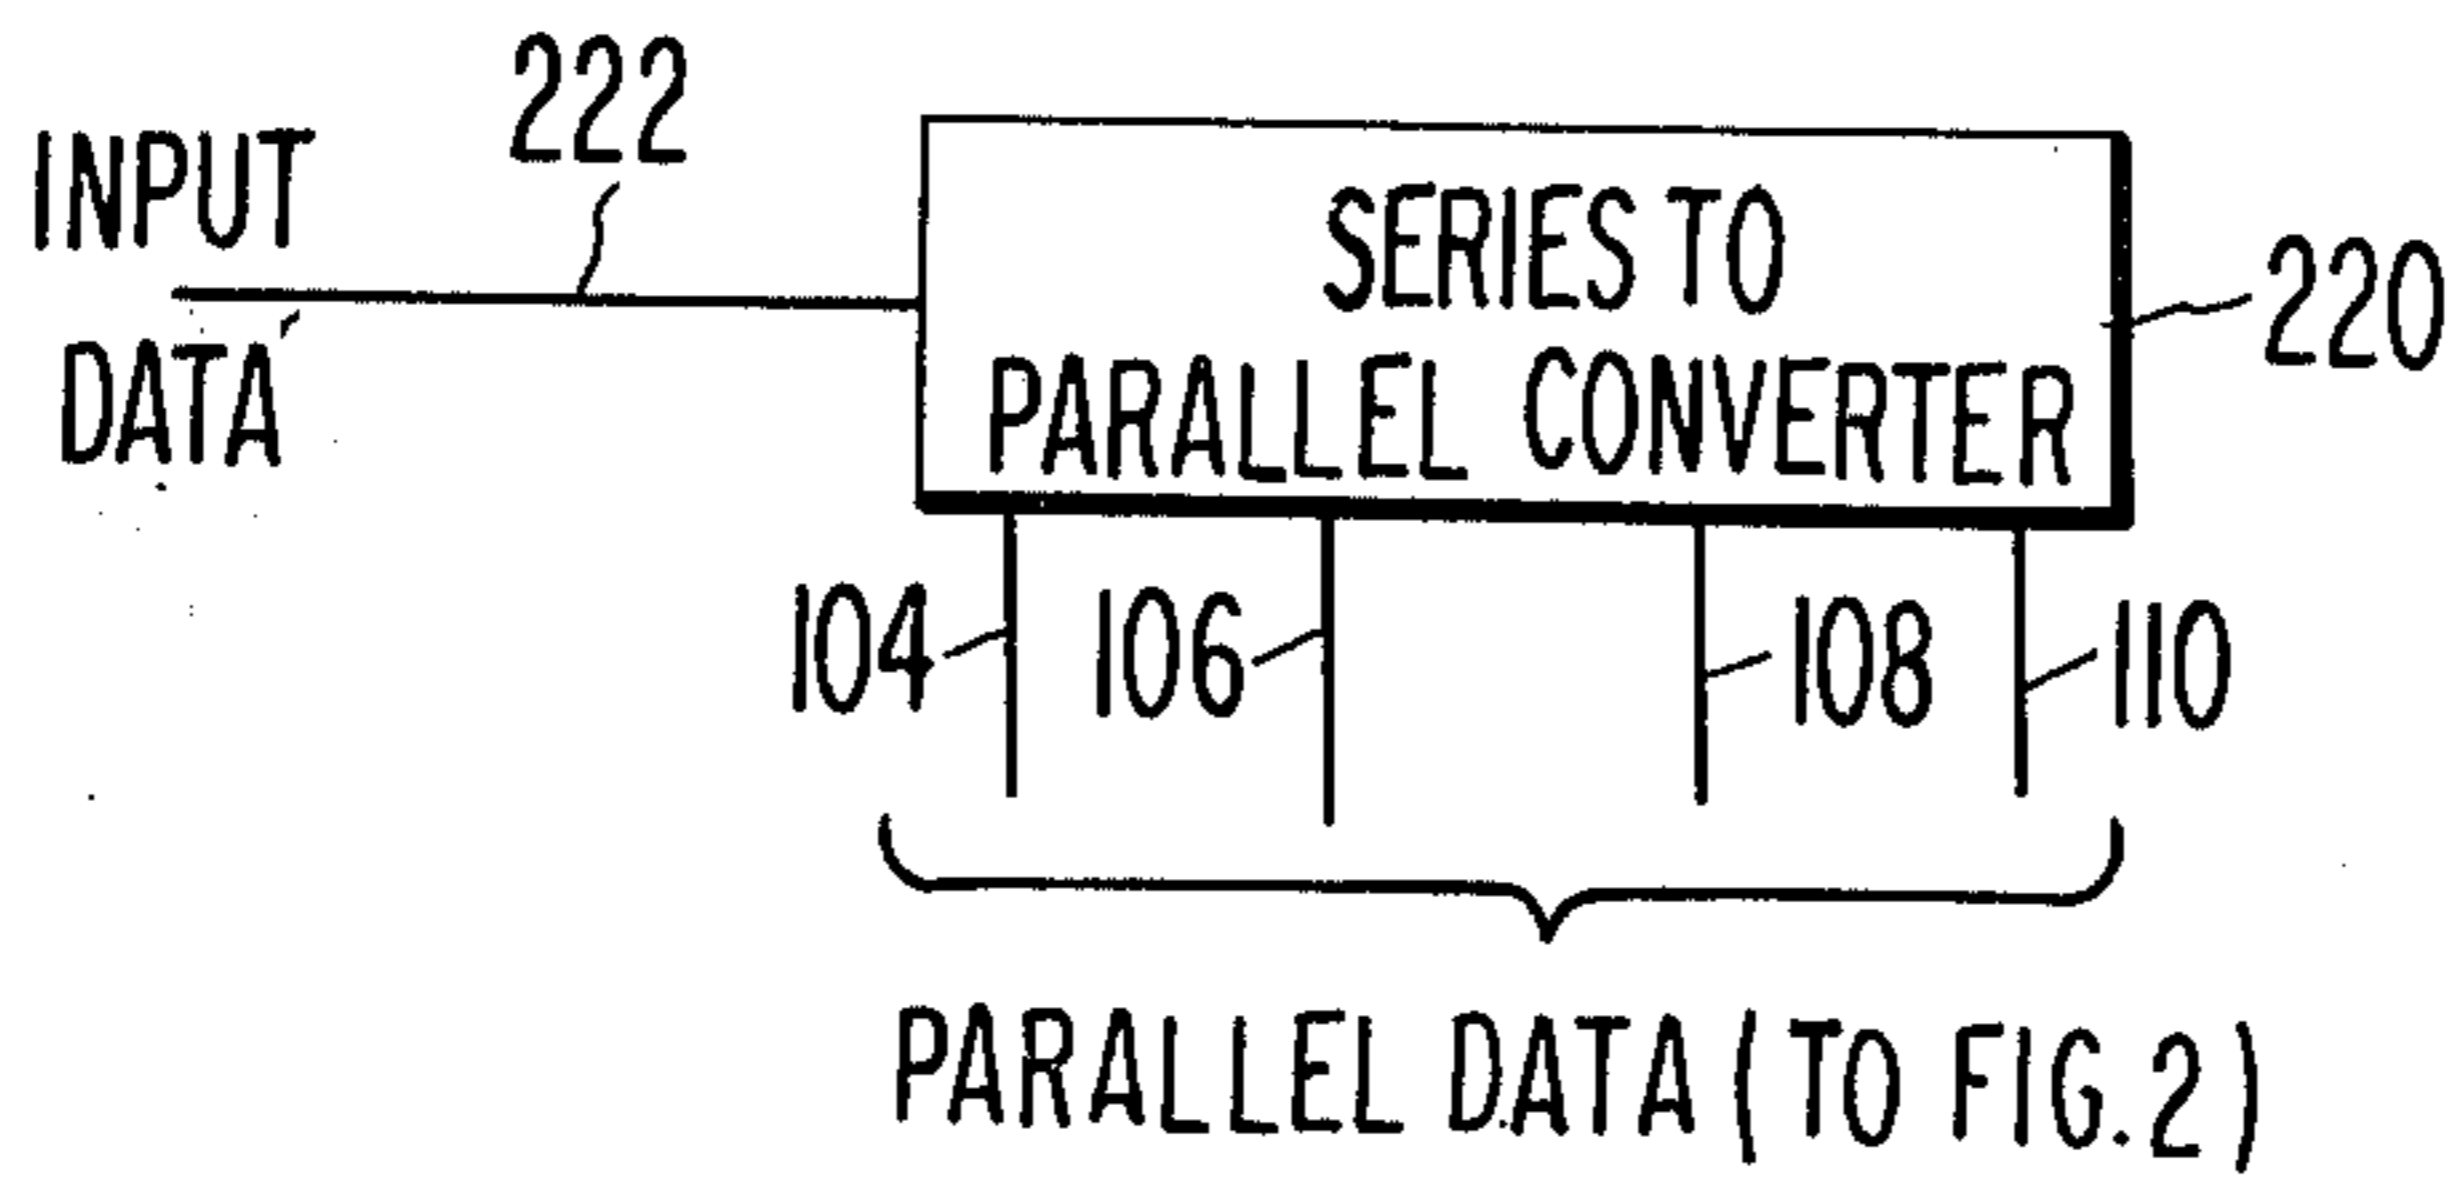 222
INPUT
DATA
SERIES TO
PARALLEL CONVERTER
220
104
106
108
110
PARALLEL DATA (TO FIG.2)